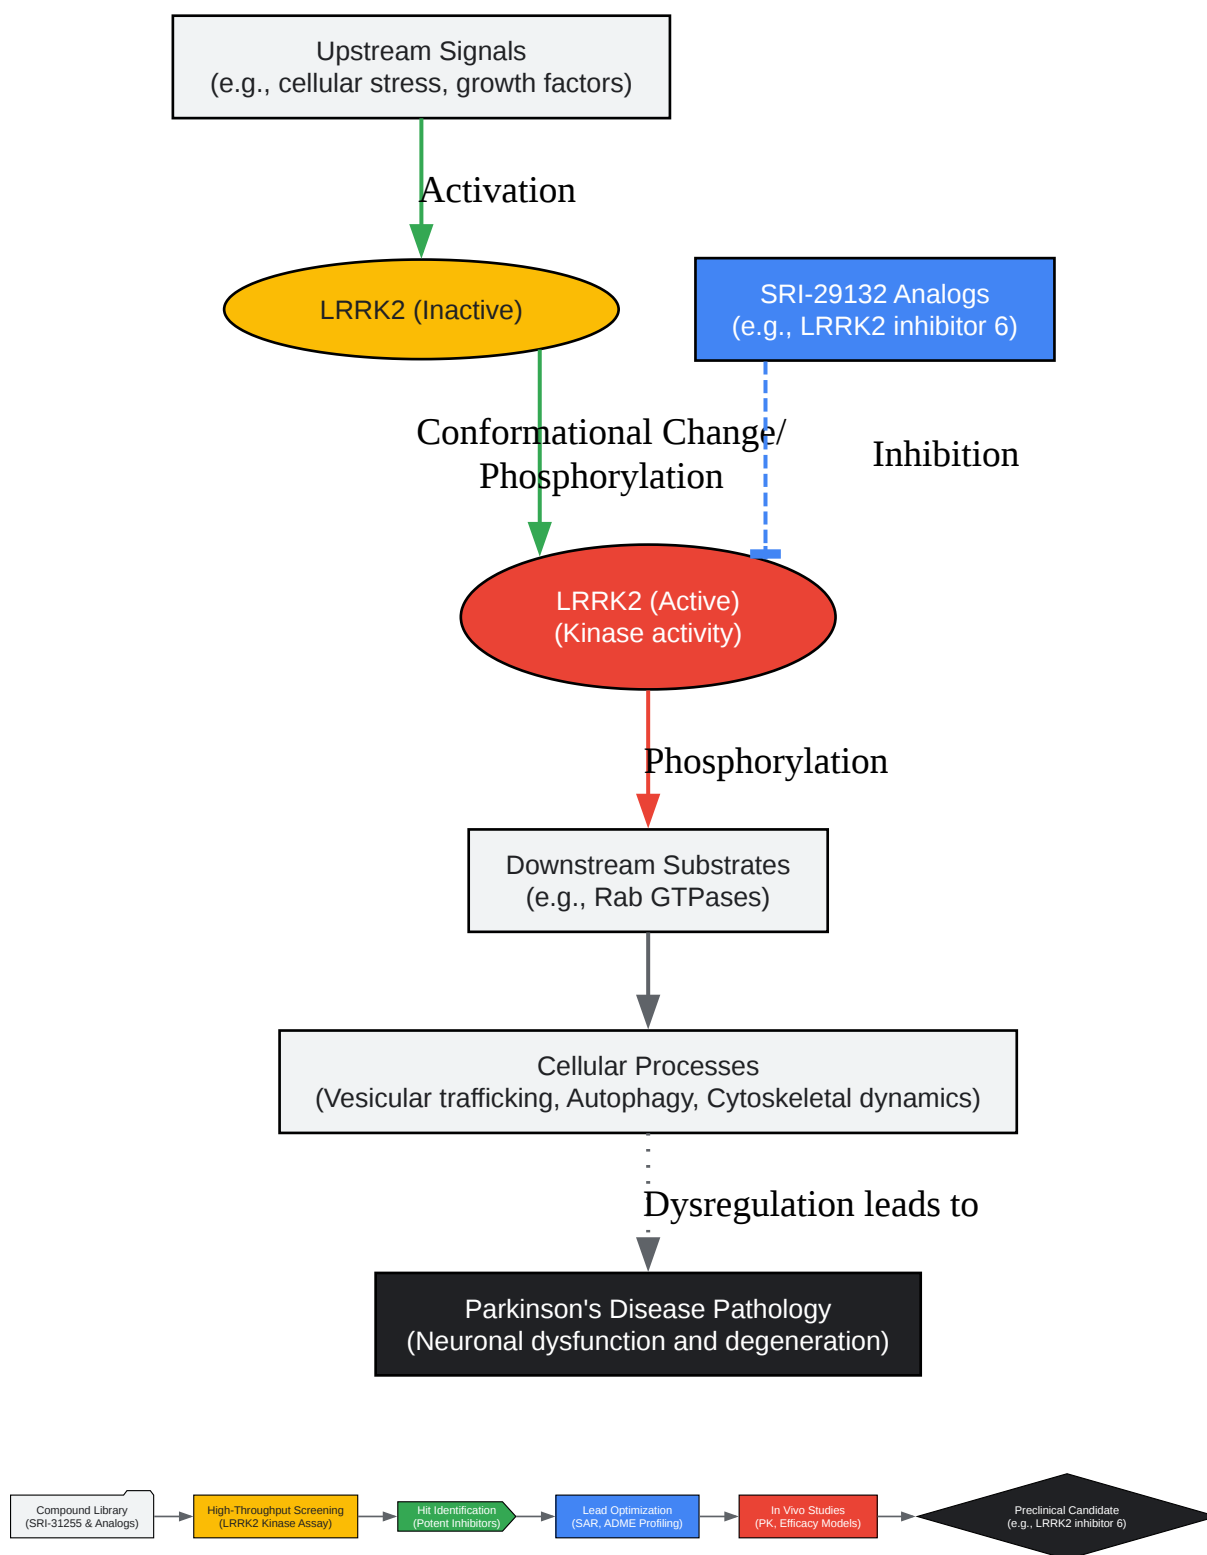 Upstream Signals
(e.g., cellular stress, growth factors)
Activation
LRRK2 (Inactive)
SRI-29132 Analogs
(e.g., LRRK2 inhibitor 6)
Conformational Change/
Phosphorylation
Inhibition
LRRK2 (Active)
(Kinase activity)
Phosphorylation
Downstream Substrates
(e.g., Rab GTPases)
Cellular Processes
(Vesicular trafficking, Autophagy, Cytoskeletal dynamics)
Dysregulation leads to
Parkinson's Disease Pathology
(Neuronal dysfunction and degeneration)
Compound Library
(SRI-31255 & Analogs)
High-Throughput Screening
(LRRK2 Kinase Assay)
Hit Identification
(Potent Inhibitors)
Lead Optimization
(SAR, ADME Profiling)
In Vivo Studies
(PK, Efficacy Models)
Preclinical Candidate
(e.g., LRRK2 inhibitor 6)